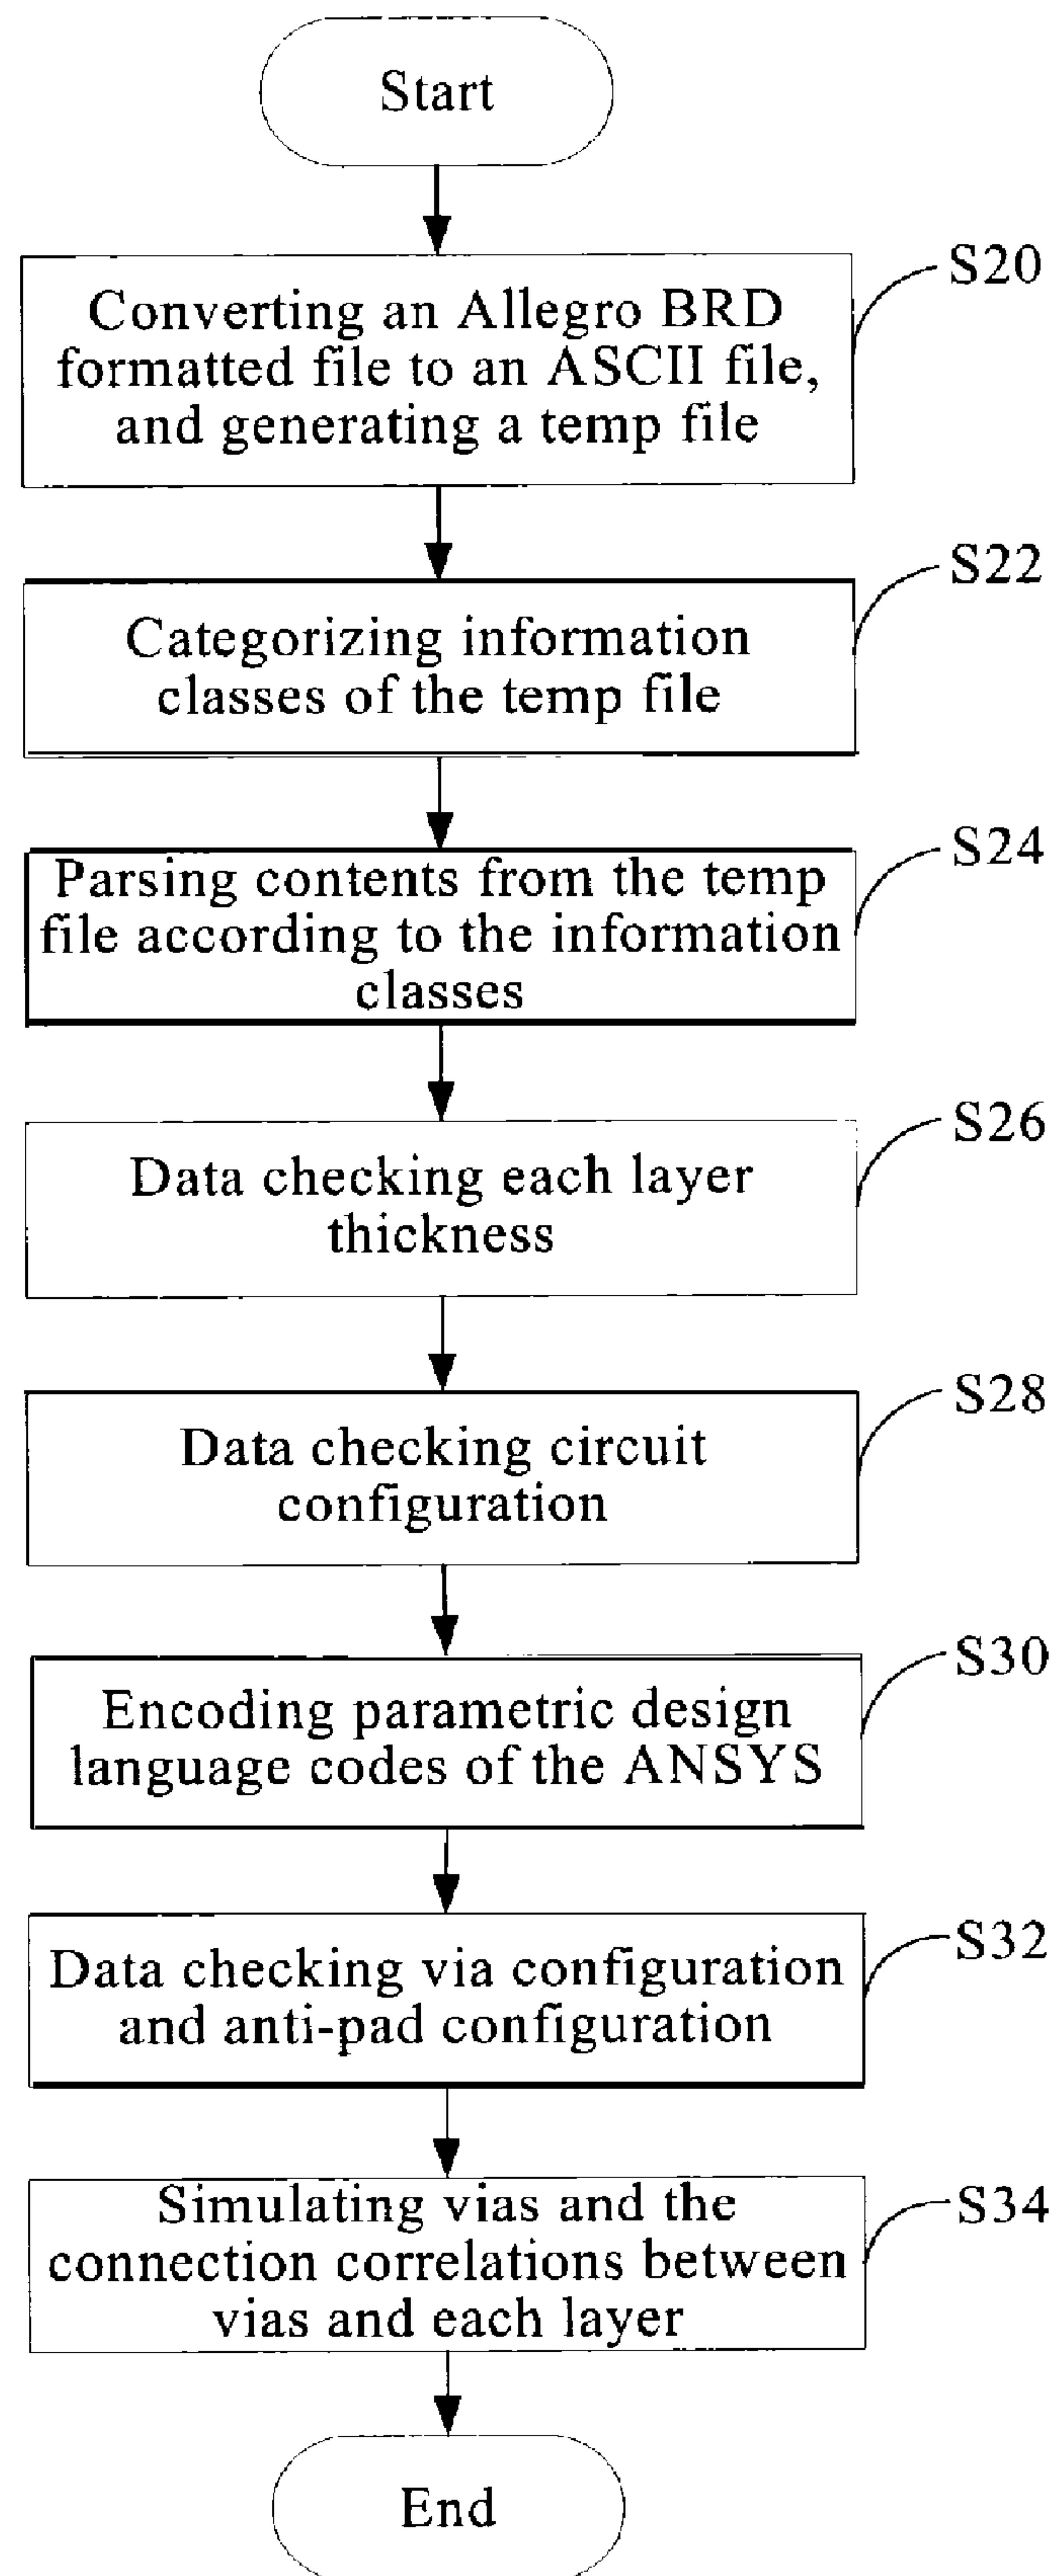 Start
S20
Converting an Allegro BRD
formatted file to an ASCII file,
and generating a temp file
S22
Categorizing information
classes of the temp file
S24
Parsing contents from the temp
file according to the information
classes
S26
Data checking each layer
thickness
S28
Data checking circuit
configuration
S30
Encoding parametric design
language codes of the ANSYS
S32
Data checking via configuration
and anti-pad configuration
S34
Simulating vias and the
connection correlations between
vias and each layer
End